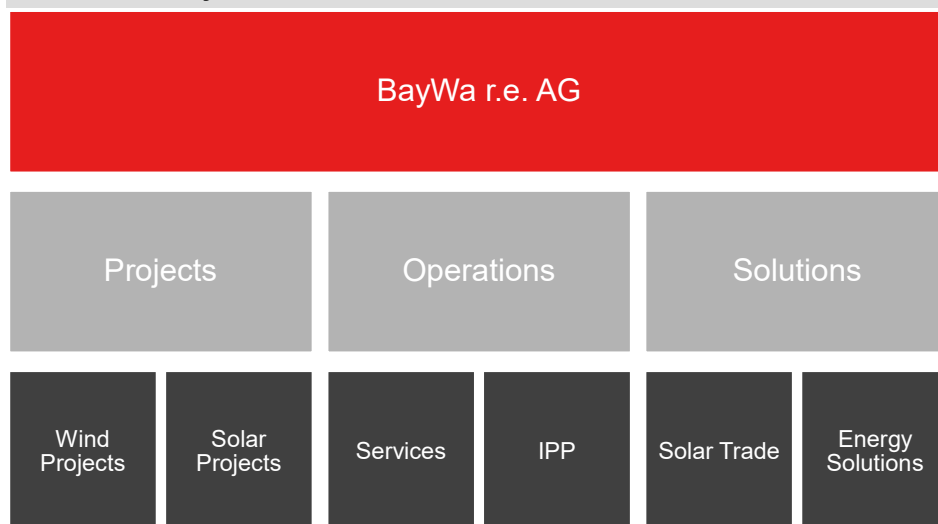 BayWa r.e. AG
Projects
Operations
Solutions
Wind
Projects
Solar
Projects
Services
IPP
Solar Trade
Energy
Solutions